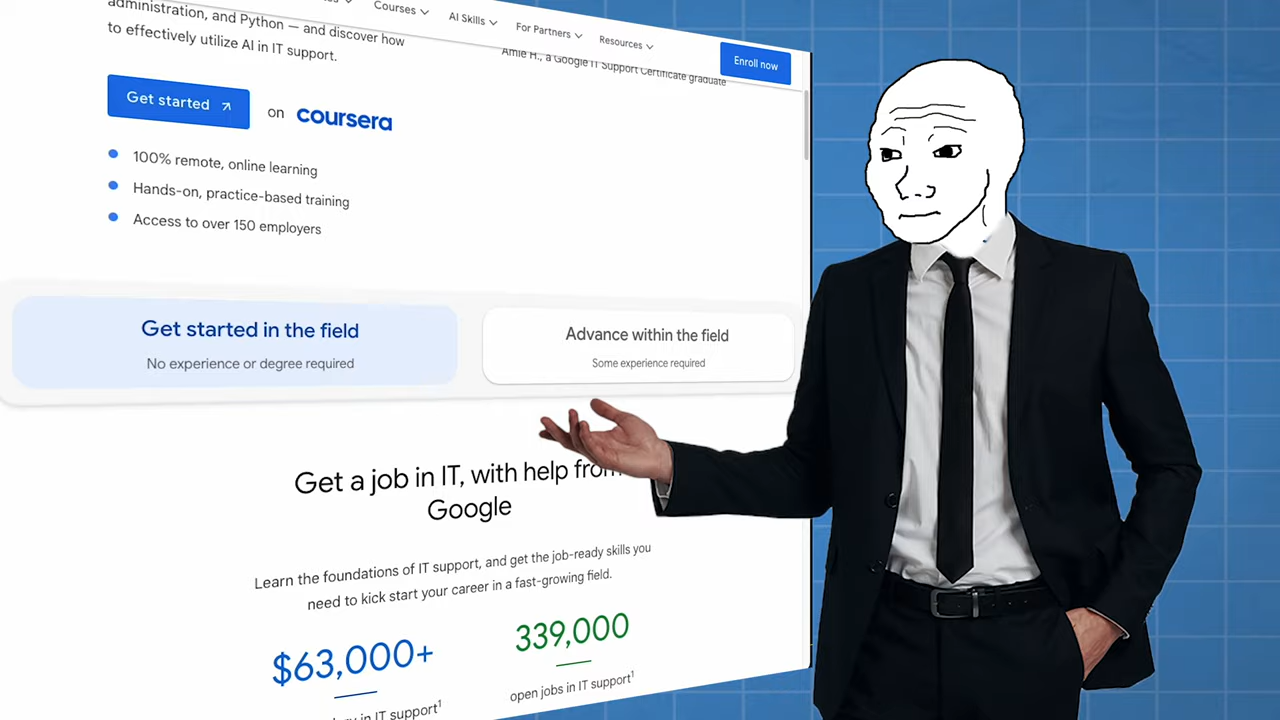 Courses
AI Skills
For Partners
Resources
Enroll now
administration, and Python — and discover how
to effectively utilize AI in IT support.
Amie H., a Google IT Support Certificate graduate
Get started on coursera
100% remote, online learning
Hands-on, practice-based training
Access to over 150 employers
Get started in the field
No experience or degree required
Advance within the field
Some experience required
Get a job in IT, with help from
Google
Learn the foundations of IT support, and get the job-ready skills you
need to kick start your career in a fast-growing field.
$63,000+
339,000
in IT support¹
open jobs in IT support¹